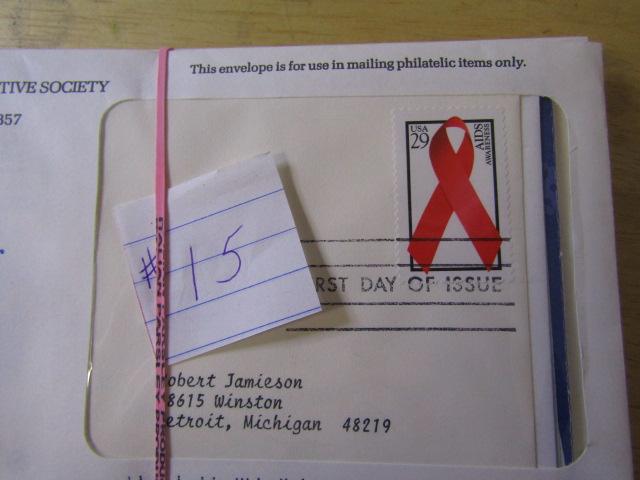 This envelope is for use in mailing philatelic items only.
TIVE SOCIETY
357
USA
29
AIDS
AWARENESS
# 15
RST DAY OF ISSUE
obert Jamieson
8615 Winston
etroit, Michigan 48219